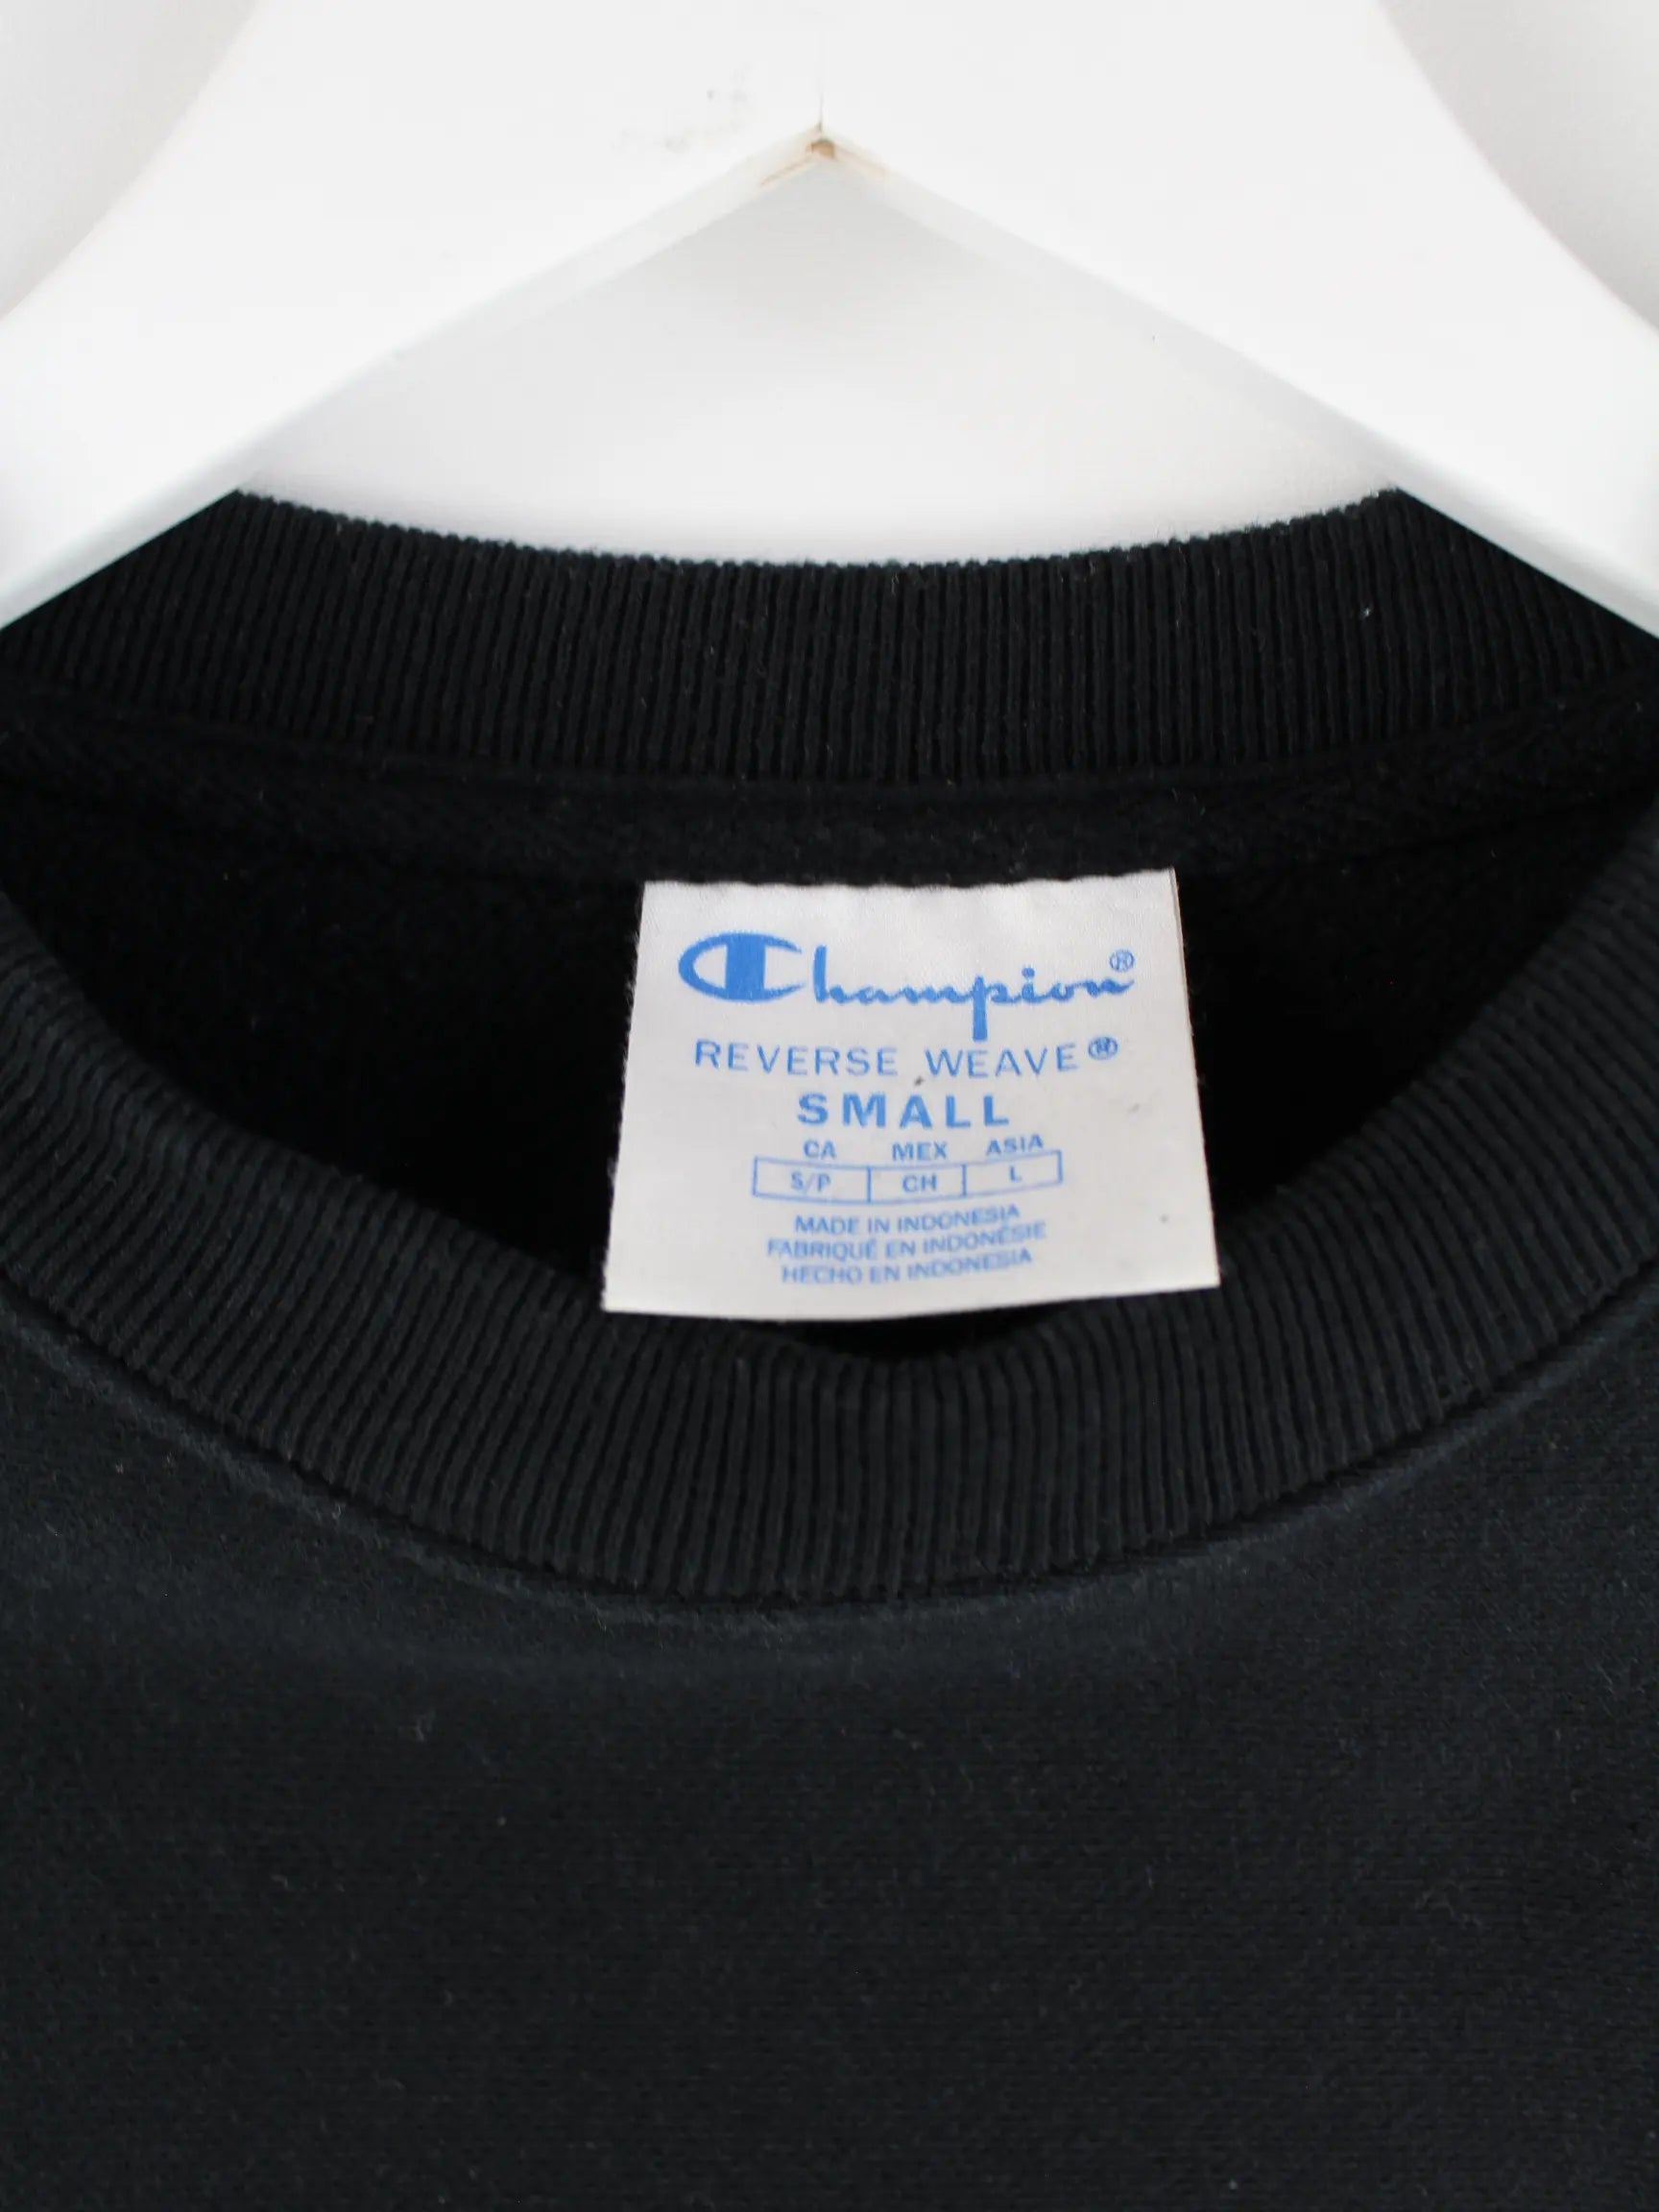 Champion®
REVERSE WEAVE®
SMALL
CA MEX ASIA
S/P CH L
MADE IN INDONESIA
FABRIQUÉ EN INDONÉSIE
HECHO EN INDONESIA